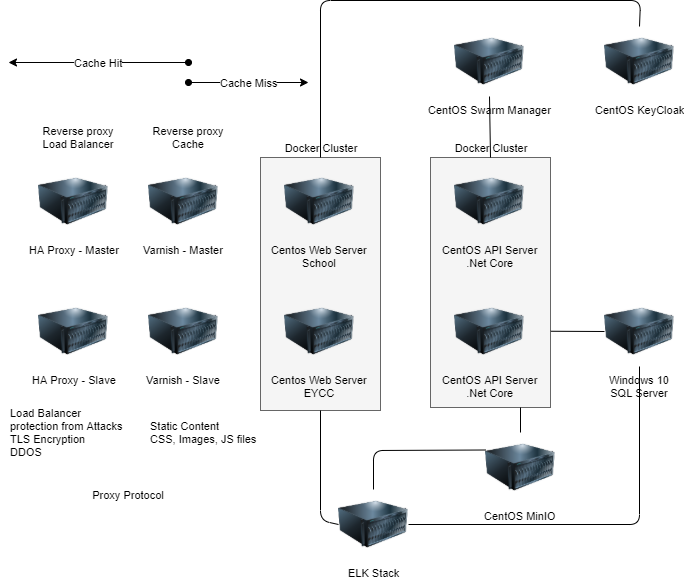 Cache Hit
Cache Miss
CentOS Swarm Manager
CentOS KeyCloak
Reverse proxy
Load Balancer
Reverse proxy
Cache
Docker Cluster
Docker Cluster
HA Proxy - Master
Varnish - Master
Centos Web Server
School
CentOS API Server
.Net Core
HA Proxy - Slave
Varnish - Slave
Centos Web Server
EYCC
CentOS API Server
.Net Core
Windows 10
SQL Server
Load Balancer
protection from Attacks
TLS Encryption
DDOS
Static Content
CSS, Images, JS files
Proxy Protocol
CentOS MinIO
ELK Stack